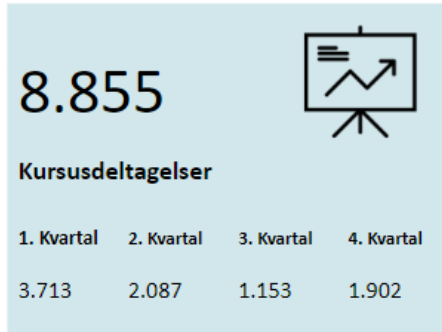 8.855
Kursusdeltagelser
1. Kvartal 2. Kvartal 3. Kvartal 4. Kvartal
3.713 2.087 1.153 1.902